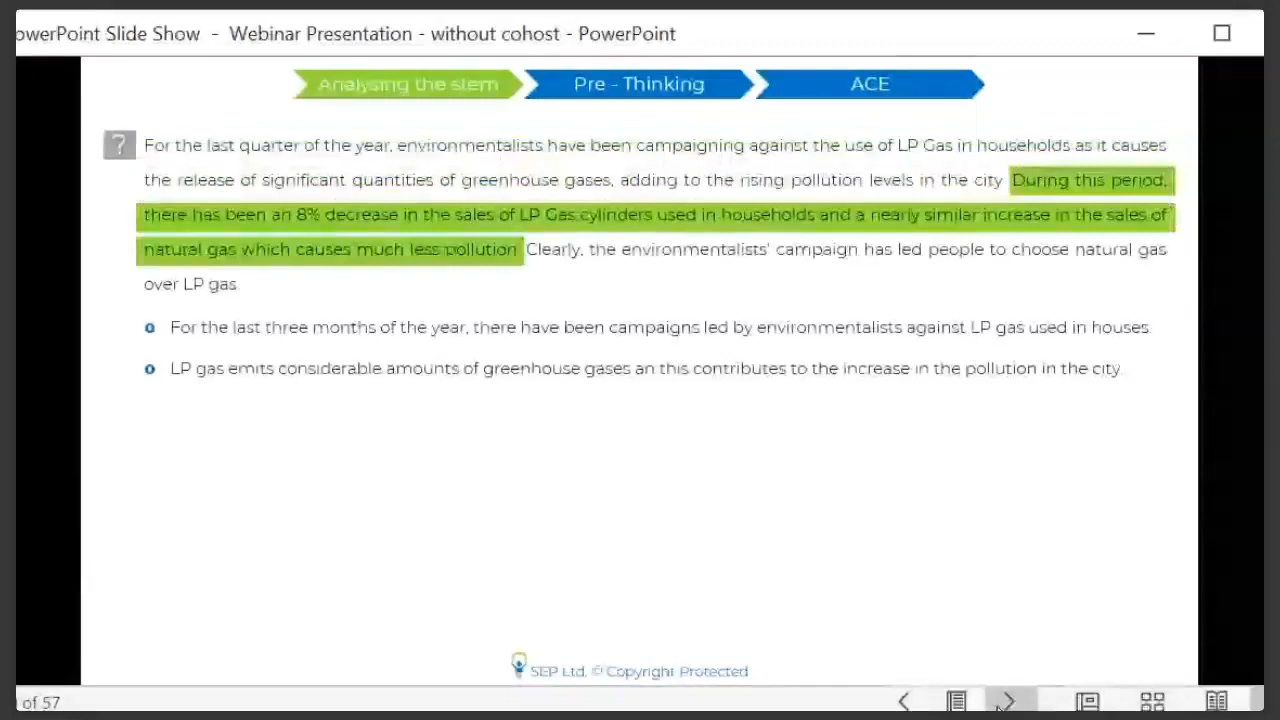 owerPoint Slide Show - Webinar Presentation - without cohost - PowerPoint
Analysing the stem
Pre - Thinking
ACE
?
For the last quarter of the year, environmentalists have been campaigning against the use of LP Gas in households as it causes
the release of significant quantities of greenhouse gases, adding to the rising pollution levels in the city During this period,
there has been an 8% decrease in the sales of LP Gas cylinders used in households and a nearly similar increase in the sales of
natural gas which causes much less pollution Clearly, the environmentalists' campaign has led people to choose natural gas
over LP gas
For the last three months of the year, there have been campaigns led by environmentalists against LP gas used in houses
LP gas emits considerable amounts of greenhouse gases an this contributes to the increase in the pollution in the city.
SEP Ltd. © Copyright Protected
of 57